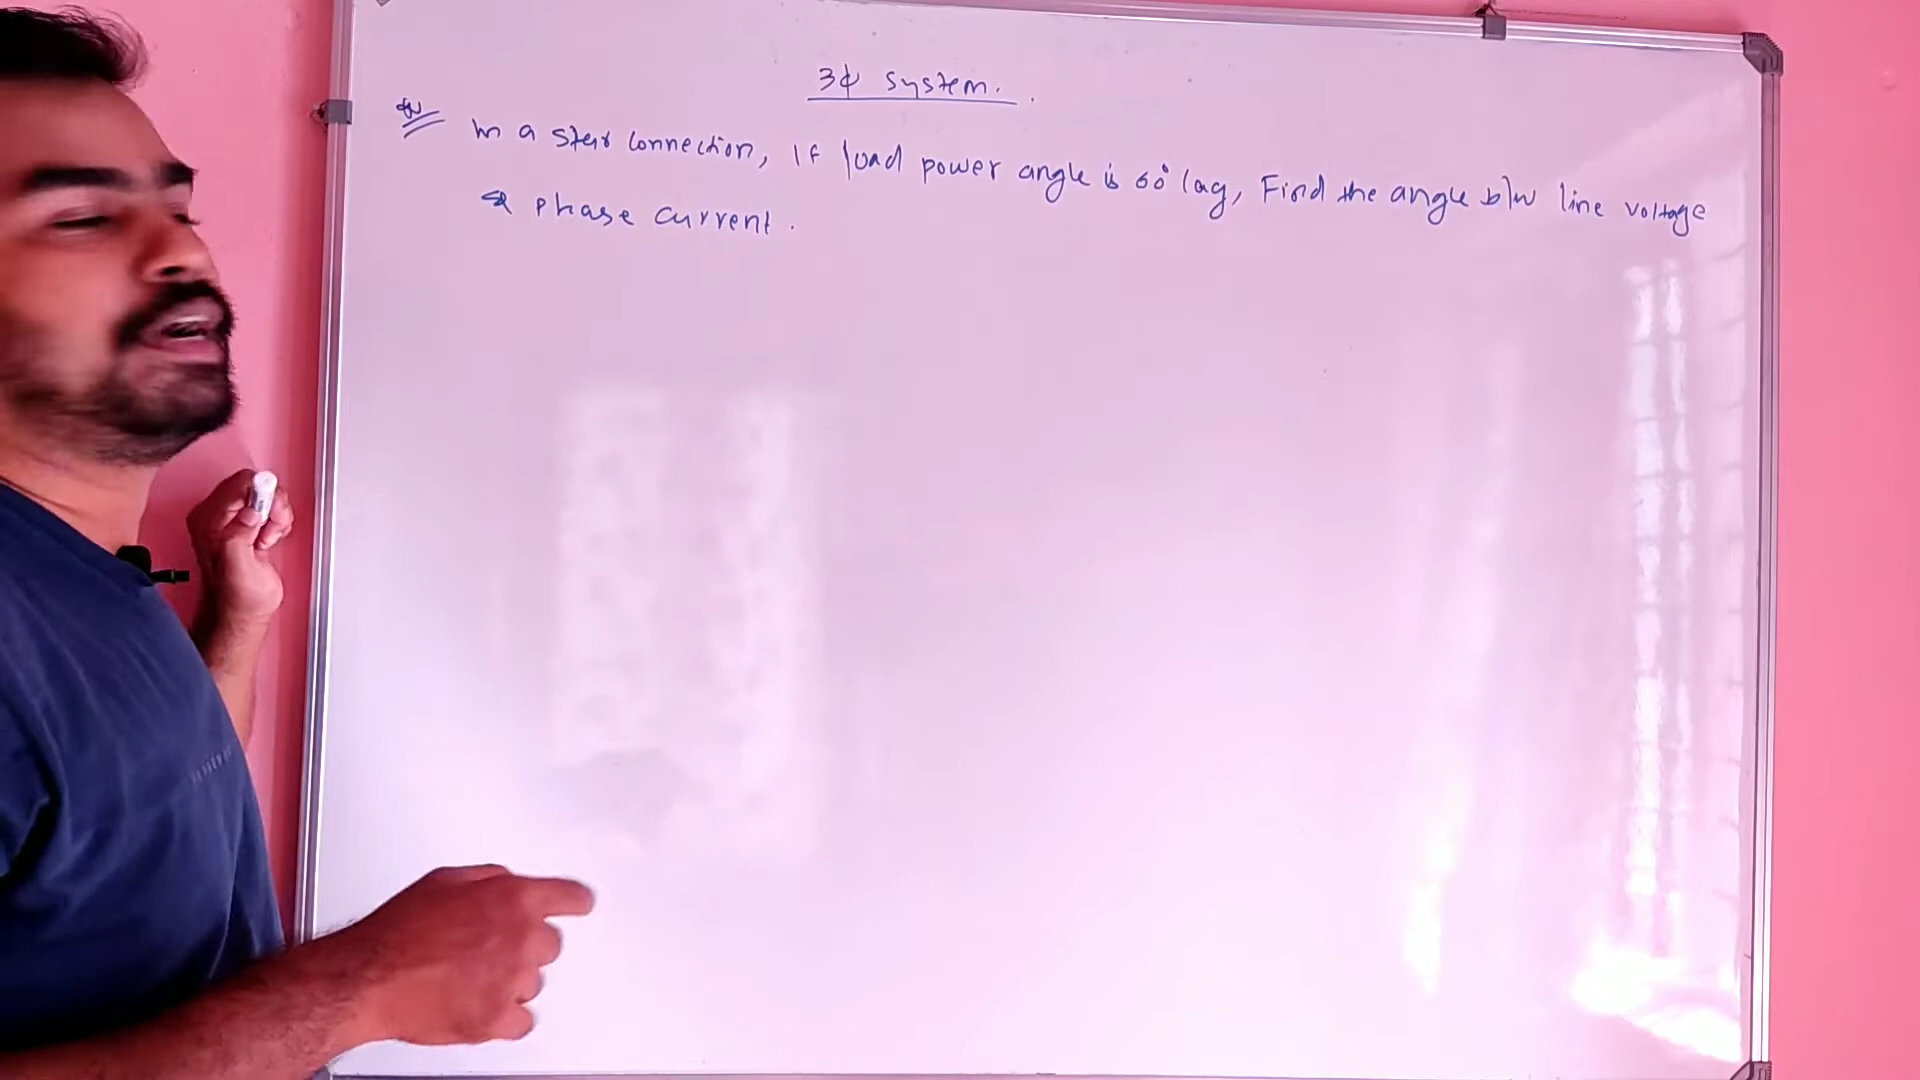 3ϕ system.
Q In a star connection, If load power angle is 60° lag, Find the angle b/w line voltage
& phase current.